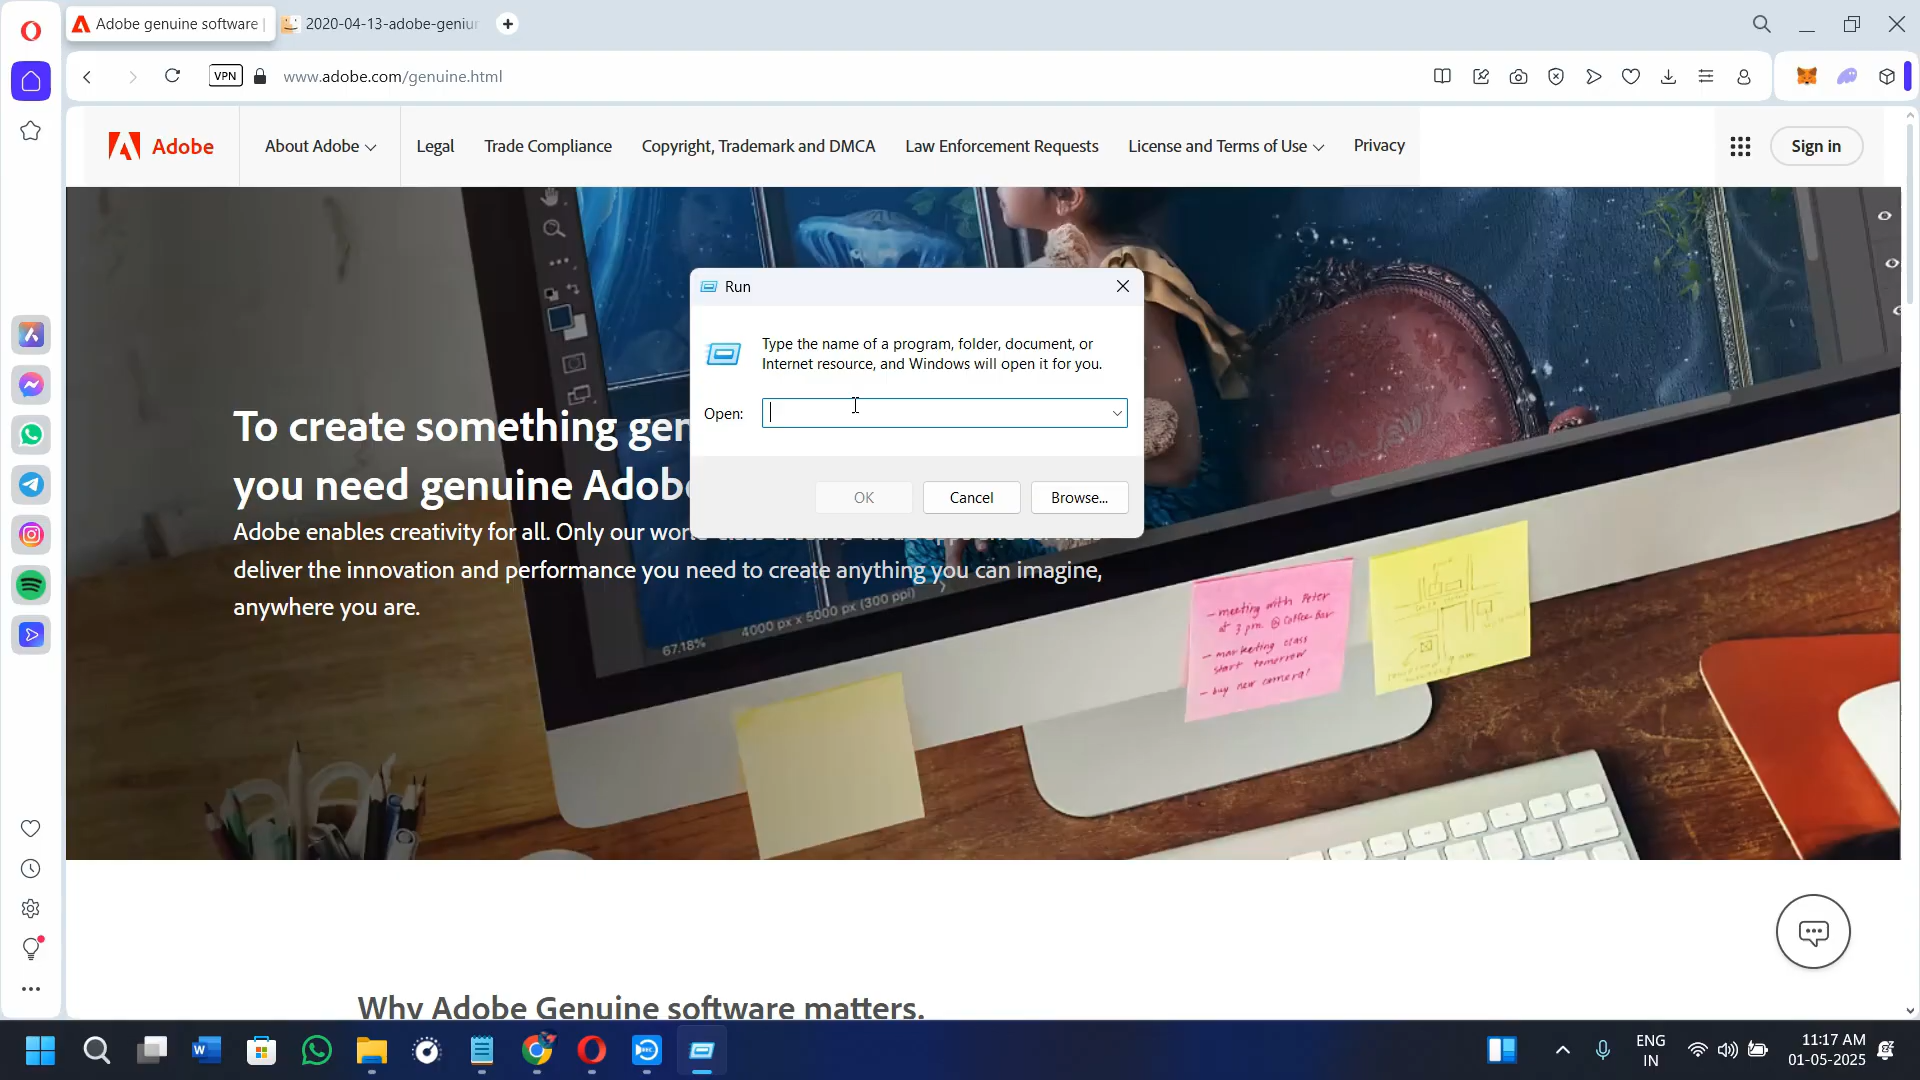 Adobe genuine software |
2020-04-13-adobe-geniu
VPN
www.adobe.com/genuine.html
Adobe
About Adobe
Legal
Trade Compliance
Copyright, Trademark and DMCA
Law Enforcement Requests
License and Terms of Use
Privacy
Sign in
Run
Type the name of a program, folder, document, or
Internet resource, and Windows will open it for you.
Open:
OK
Cancel
Browse...
To create something gen
you need genuine Adob
Adobe enables creativity for all. Only our
deliver the innovation and performance you need to create anything you can imagine,
anywhere you are.
67.18%
4000 px x 5000 px (300 ppi)
- meeting with Peter
at 3 pm. @ Coffee-Bar
- marketing class
start tomorrow
- buy new camera!
Why Adobe Genuine software matters.
ENG
IN
11:17 AM
01-05-2025